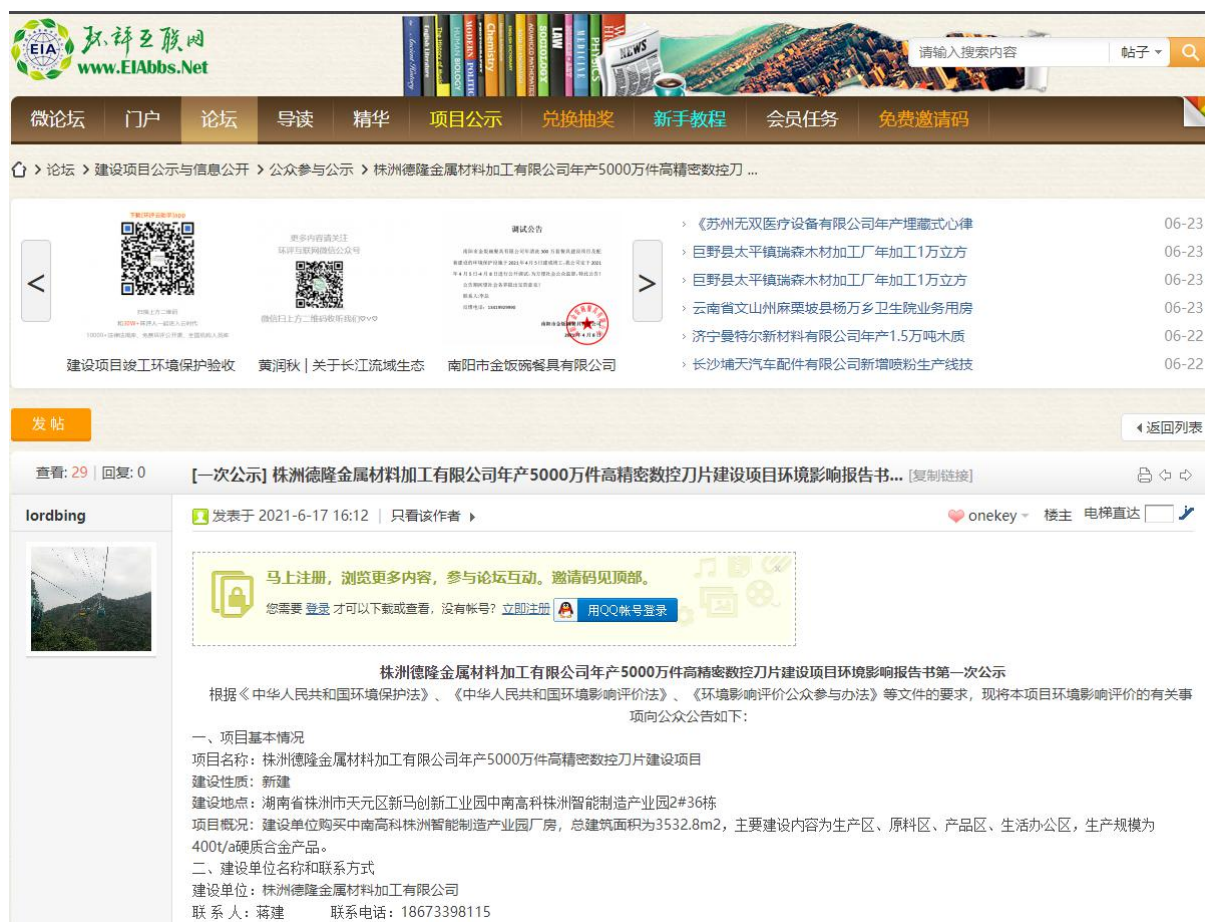 EIA 环评互联网
www.EIAbbs.Net
NEWS
LAW
请输入搜索内容 帖子
微论坛 门户 论坛 导读 精华 项目公示 兑换抽奖 新手教程 会员任务 免费邀请码
论坛 > 建设项目公示与信息公开 > 公众参与公示 > 株洲德隆金属材料加工有限公司年产5000万件高精密数控刀 ...
更多内容请关注
环评互联网微信公众号
调试公告
建设项目竣工环境保护验收 黄润秋 | 关于长江流域生态 南阳市金饭碗餐具有限公司
《苏州无双医疗设备有限公司年产埋藏式心律 06-23
巨野县太平镇瑞森木材加工厂年加工1万立方 06-23
巨野县太平镇瑞森木材加工厂年加工1万立方 06-23
云南省文山州麻栗坡县杨万乡卫生院业务用房 06-23
济宁曼特尔新材料有限公司年产1.5万吨木质 06-22
长沙埔天汽车配件有限公司新增喷粉生产线技 06-22
发帖
返回列表
查看: 29 | 回复: 0 [一次公示] 株洲德隆金属材料加工有限公司年产5000万件高精密数控刀片建设项目环境影响报告书... [复制链接]
lordbing 发表于 2021-6-17 16:12 | 只看该作者 onekey 楼主 电梯直达
马上注册，浏览更多内容，参与论坛互动。邀请码见顶部。
您需要 登录 才可以下载或查看，没有帐号？立即注册 用QQ帐号登录
株洲德隆金属材料加工有限公司年产5000万件高精密数控刀片建设项目环境影响报告书第一次公示
根据《中华人民共和国环境保护法》、《中华人民共和国环境影响评价法》、《环境影响评价公众参与办法》等文件的要求，现将本项目环境影响评价的有关事
项向公众公告如下：
一、项目基本情况
项目名称：株洲德隆金属材料加工有限公司年产5000万件高精密数控刀片建设项目
建设性质：新建
建设地点：湖南省株洲市天元区新马创新工业园中南高科株洲智能制造产业园2#36栋
项目概况：建设单位购买中南高科株洲智能制造产业园厂房，总建筑面积为3532.8m2，主要建设内容为生产区、原料区、产品区、生活办公区，生产规模为
400t/a硬质合金产品。
二、建设单位名称和联系方式
建设单位：株洲德隆金属材料加工有限公司
联 系 人：蒋建 联系电话：18673398115